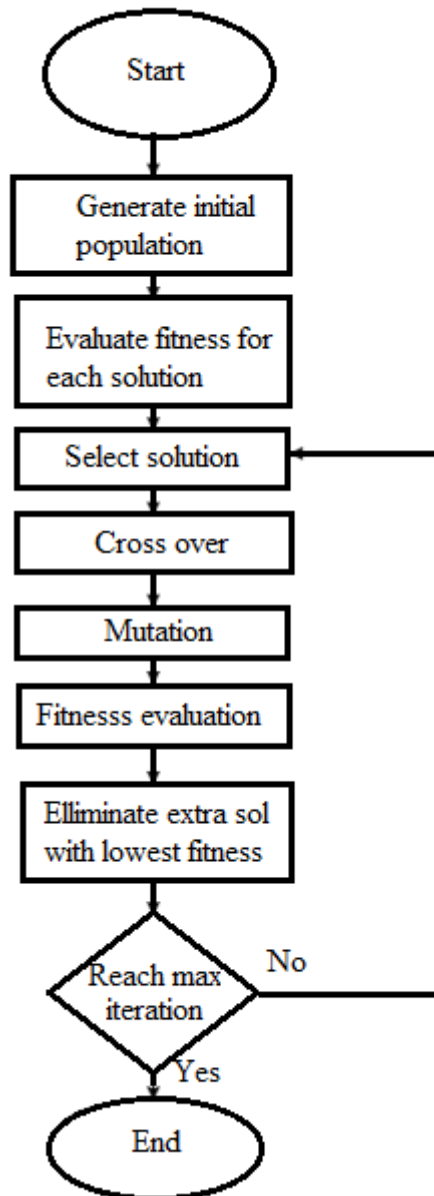 Start
Generate initial
population
Evaluate fitness for
each solution
Select solution
Cross over
Mutation
Fitnesss evaluation
Elliminate extra sol
with lowest fitness
Reach max
iteration
No
Yes
End